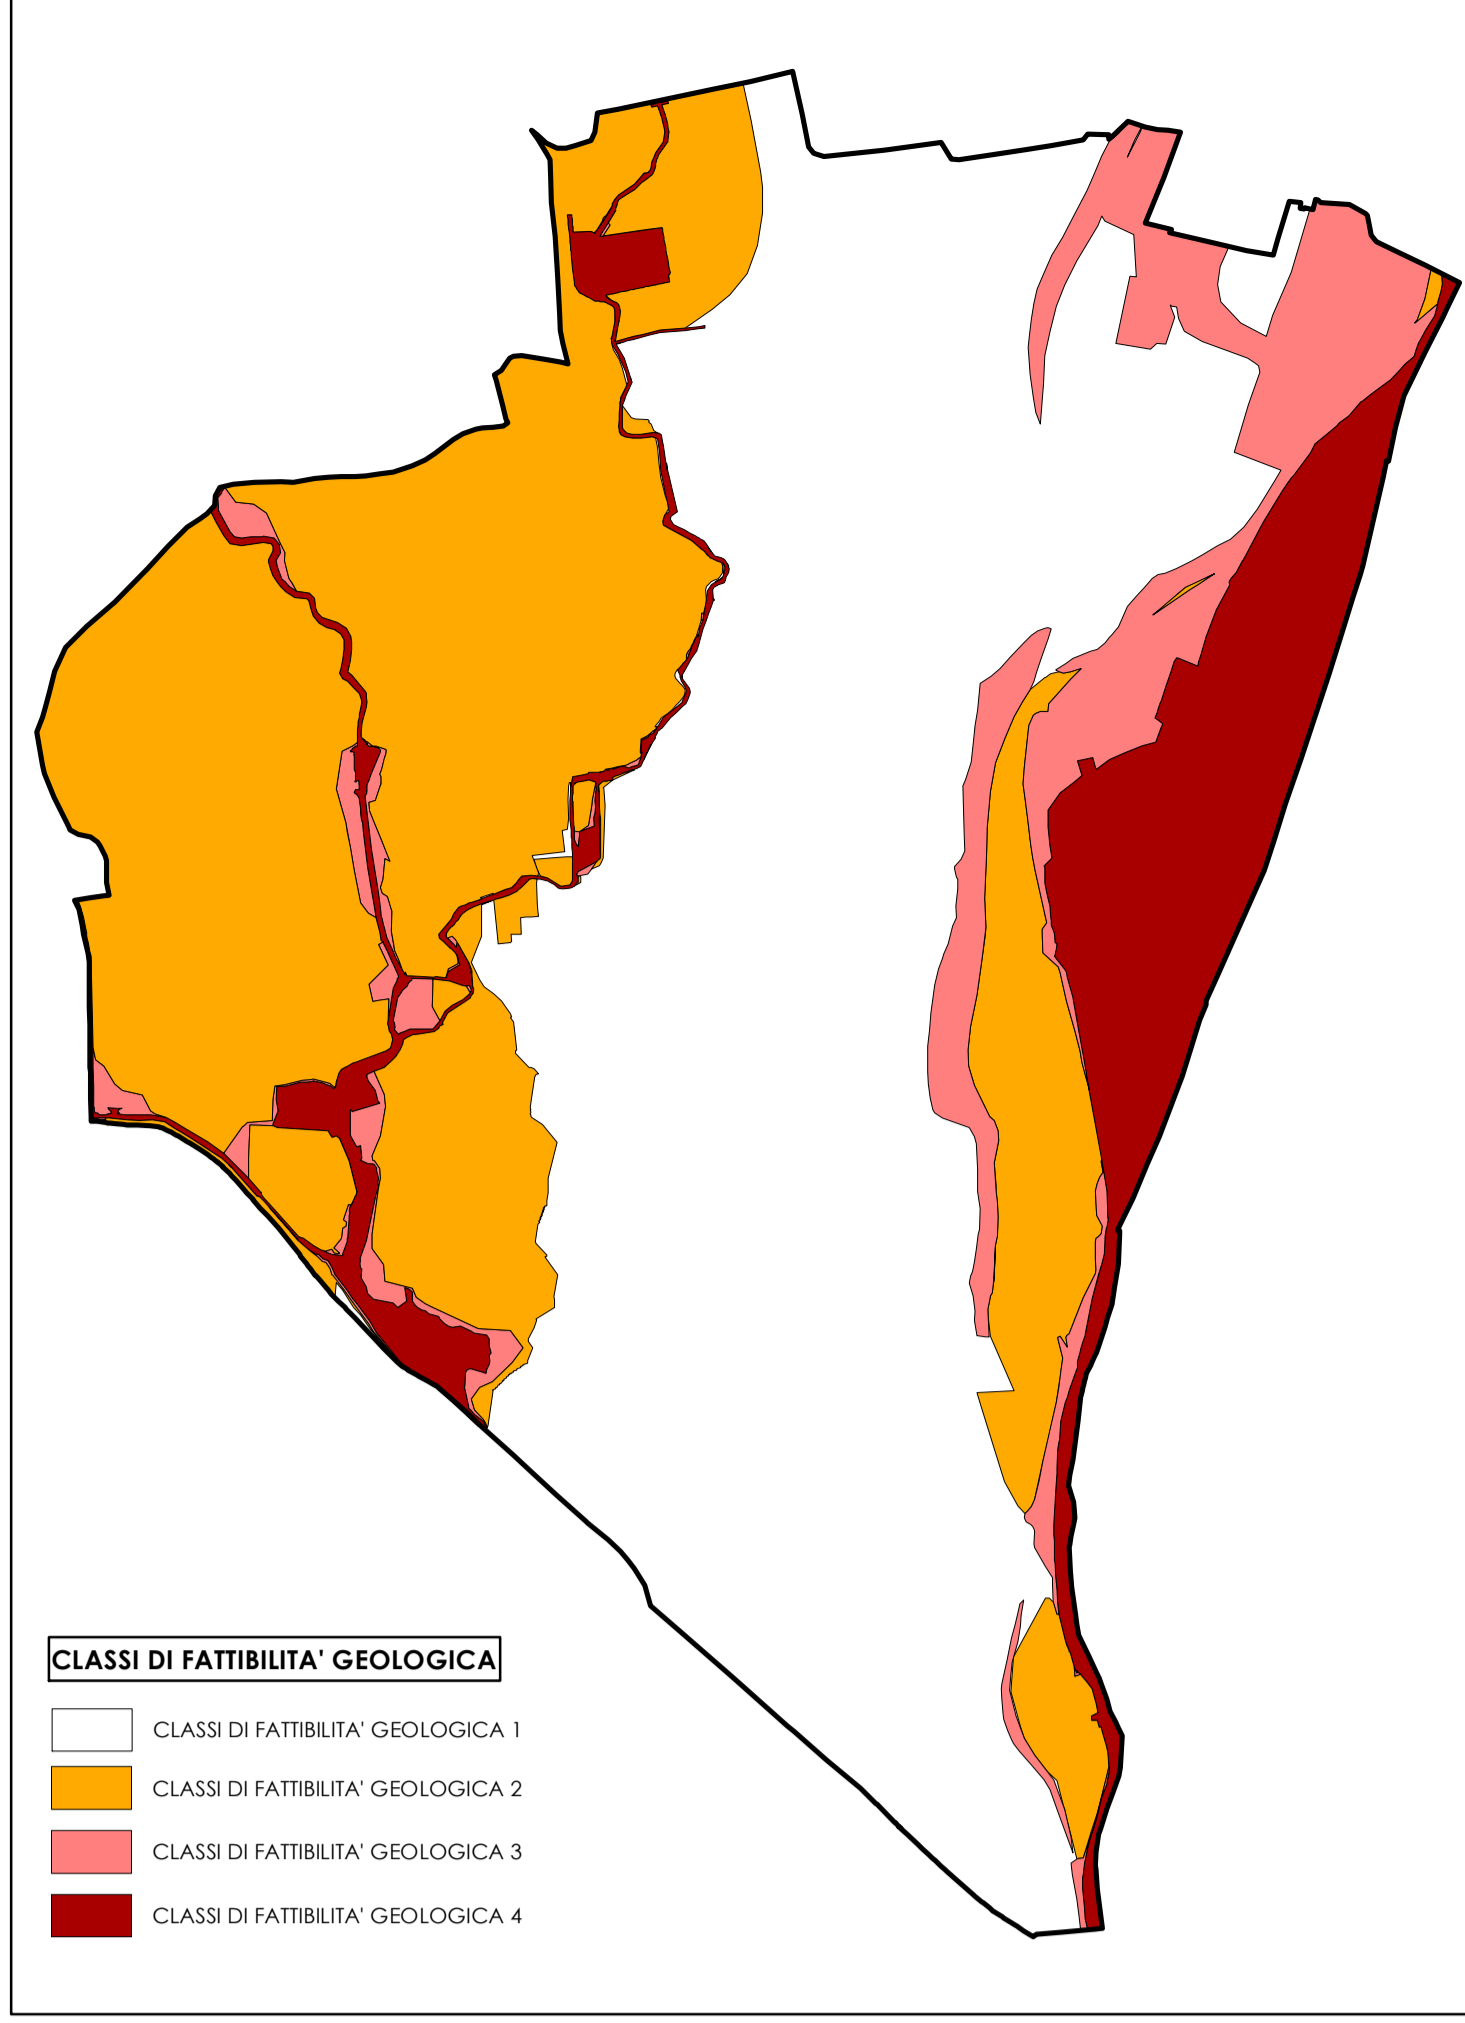 CLASSI DI FATTIBILITA' GEOLOGICA
CLASSI DI FATTIBILITA' GEOLOGICA 1
CLASSI DI FATTIBILITA' GEOLOGICA 2
CLASSI DI FATTIBILITA' GEOLOGICA 3
CLASSI DI FATTIBILITA' GEOLOGICA 4